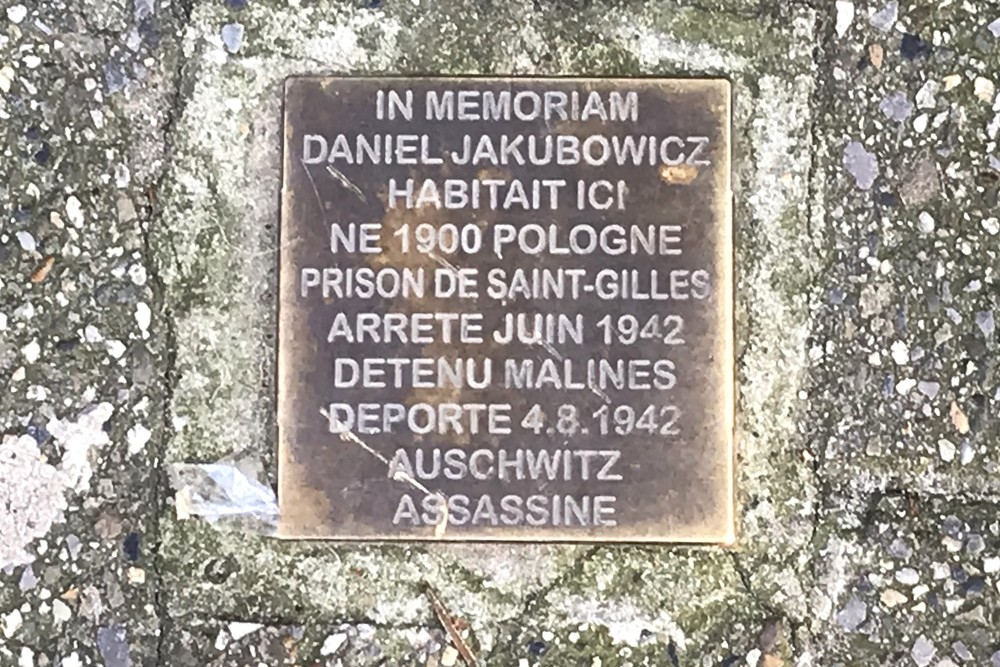 IN MEMORIAM
DANIEL JAKUBOWICZ
HABITAIT ICI
NE 1900 POLOGNE
PRISON DE SAINT-GILLES
ARRETE JUIN 1942
DETENU MALINES
DEPORTE 4.8.1942
AUSCHWITZ
ASSASSINE